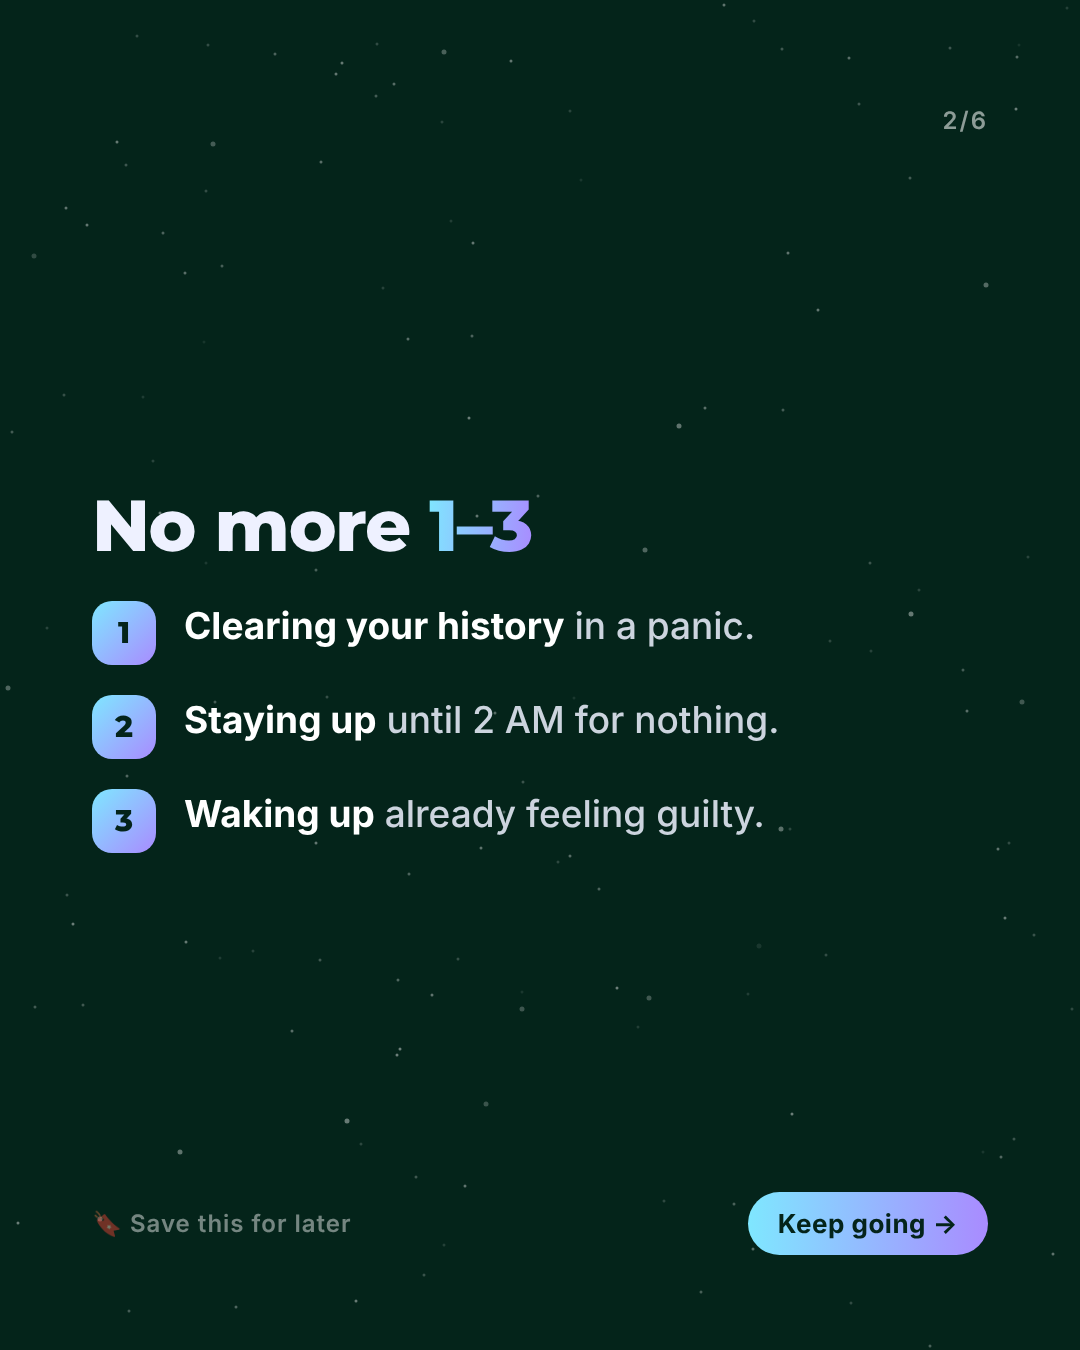 2/6
No more 1–3
1 Clearing your history in a panic.
2 Staying up until 2 AM for nothing.
3 Waking up already feeling guilty.
🔖 Save this for later
Keep going →